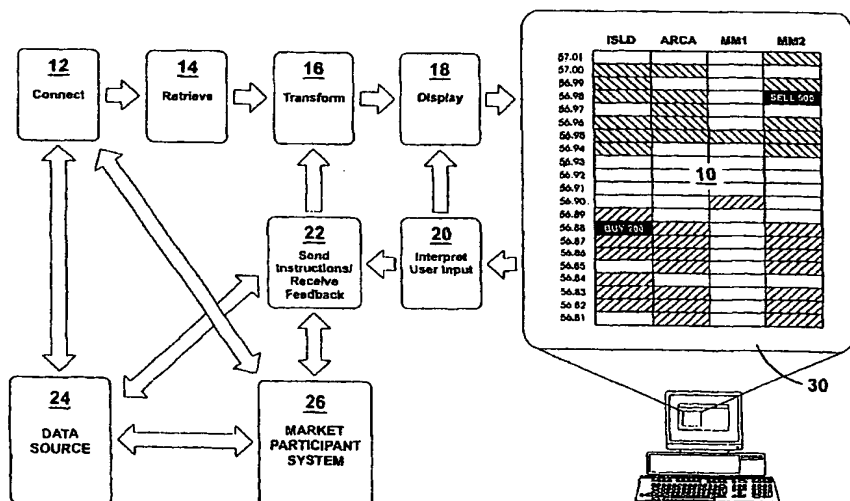 12
Connect
14
Retrieve
16
Transform
18
Display
22
Send
Instructions/
Receive
Feedback
20
Interpret
User Input
24
DATA
SOURCE
26
MARKET
PARTICIPANT
SYSTEM
ISLD ARCA MM1 MM2
57.01
57.00
56.99
56.98 SELL 900
56.97
56.96
56.95
56.94
56.93
56.92 10
56.91
56.90
56.89
56.88 BUY 700
56.87
56.86
56.85
56.84
56.83
56.82
56.81
30